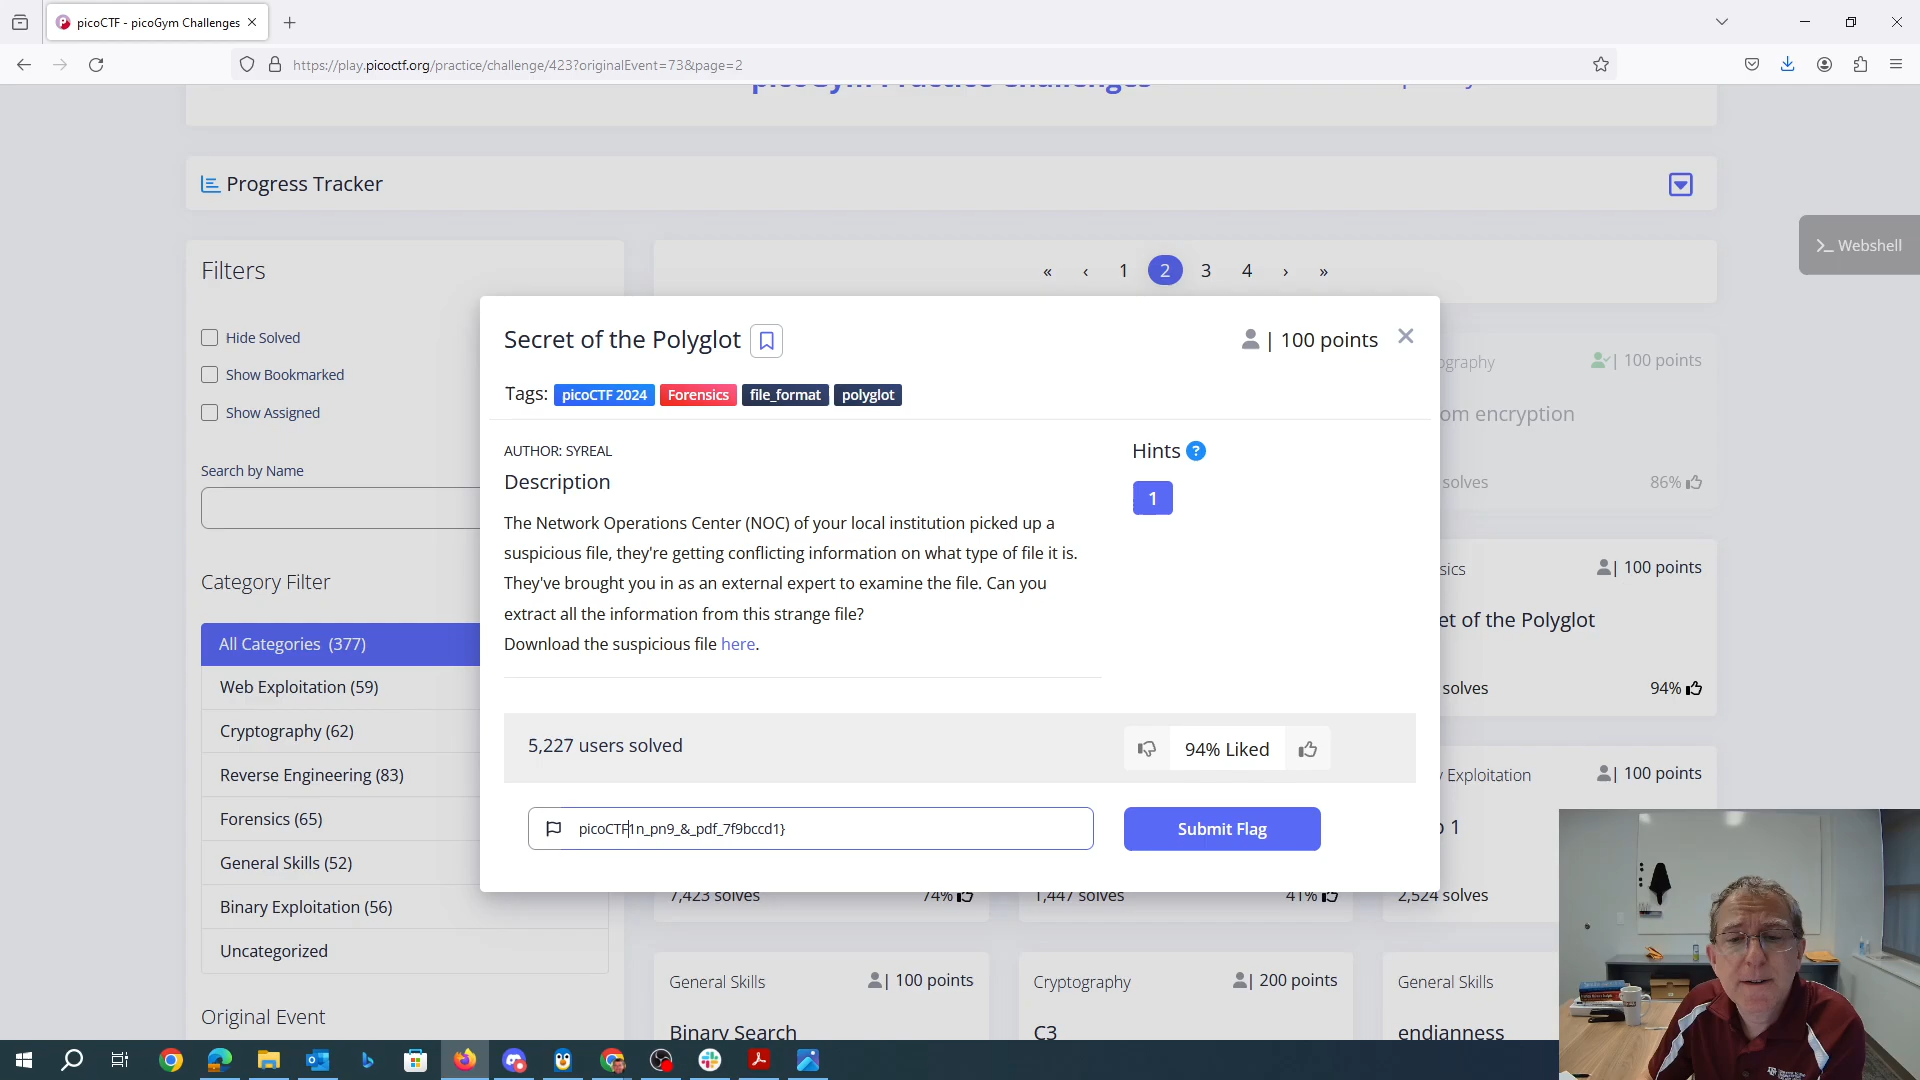 picoCTF - picoGym Challenges
https://play.picoctf.org/practice/challenge/423?originalEvent=73&page=2
picoGym Practice Challenges
Progress Tracker
Webshell
Filters
« ‹ 1 2 3 4 › »
Hide Solved
Show Bookmarked
Show Assigned
Search by Name
Category Filter
All Categories (377)
Web Exploitation (59)
Cryptography (62)
Reverse Engineering (83)
Forensics (65)
General Skills (52)
Binary Exploitation (56)
Uncategorized
Original Event
Secret of the Polyglot
| 100 points
Tags: picoCTF 2024 Forensics file_format polyglot
AUTHOR: SYREAL
Description
The Network Operations Center (NOC) of your local institution picked up a
suspicious file, they're getting conflicting information on what type of file it is.
They've brought you in as an external expert to examine the file. Can you
extract all the information from this strange file?
Download the suspicious file here.
Hints ?
1
5,227 users solved
94% Liked
picoCTF1n_pn9_&_pdf_7f9bccd1}
Submit Flag
ography | 100 points
om encryption
solves 86%
sics | 100 points
et of the Polyglot
solves 94%
Exploitation | 100 points
1
7,423 solves 74%
1,447 solves 41%
2,524 solves
General Skills | 100 points
Binary Search
Cryptography | 200 points
C3
General Skills
endianness